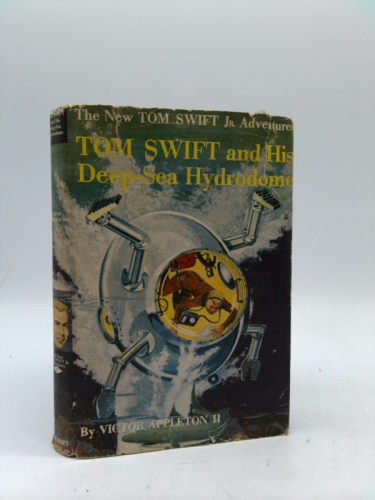 The New TOM SWIFT JR. Adventures
TOM SWIFT and His
Deep-Sea Hydrodome
By VICTOR APPLETON II